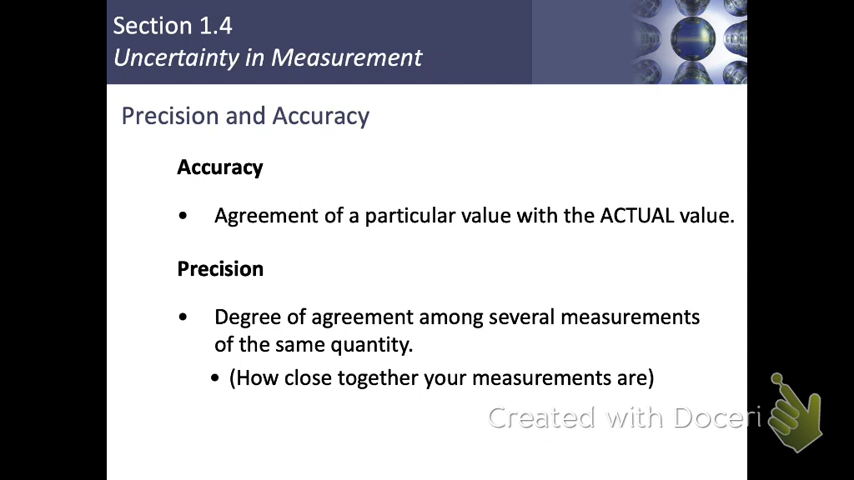 Section 1.4
Uncertainty in Measurement
Precision and Accuracy
Accuracy
• Agreement of a particular value with the ACTUAL value.
Precision
• Degree of agreement among several measurements
of the same quantity.
• (How close together your measurements are)
Created with Doceri